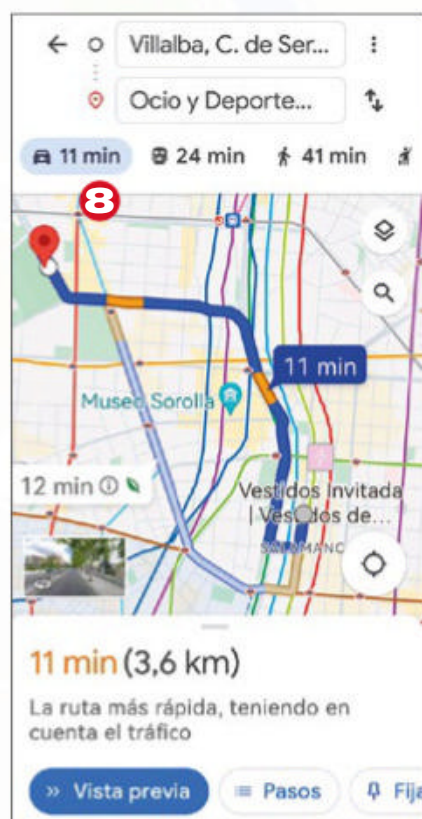 Villalba, C. de Ser...
Ocio y Deporte...
11 min
24 min
41 min
8
11 min
Museo Sorolla
12 min
Vestidos Invitada
| Vestidos de...
SALAMANC
11 min (3,6 km)
La ruta más rápida, teniendo en
cuenta el tráfico
Vista previa
Pasos
Fija